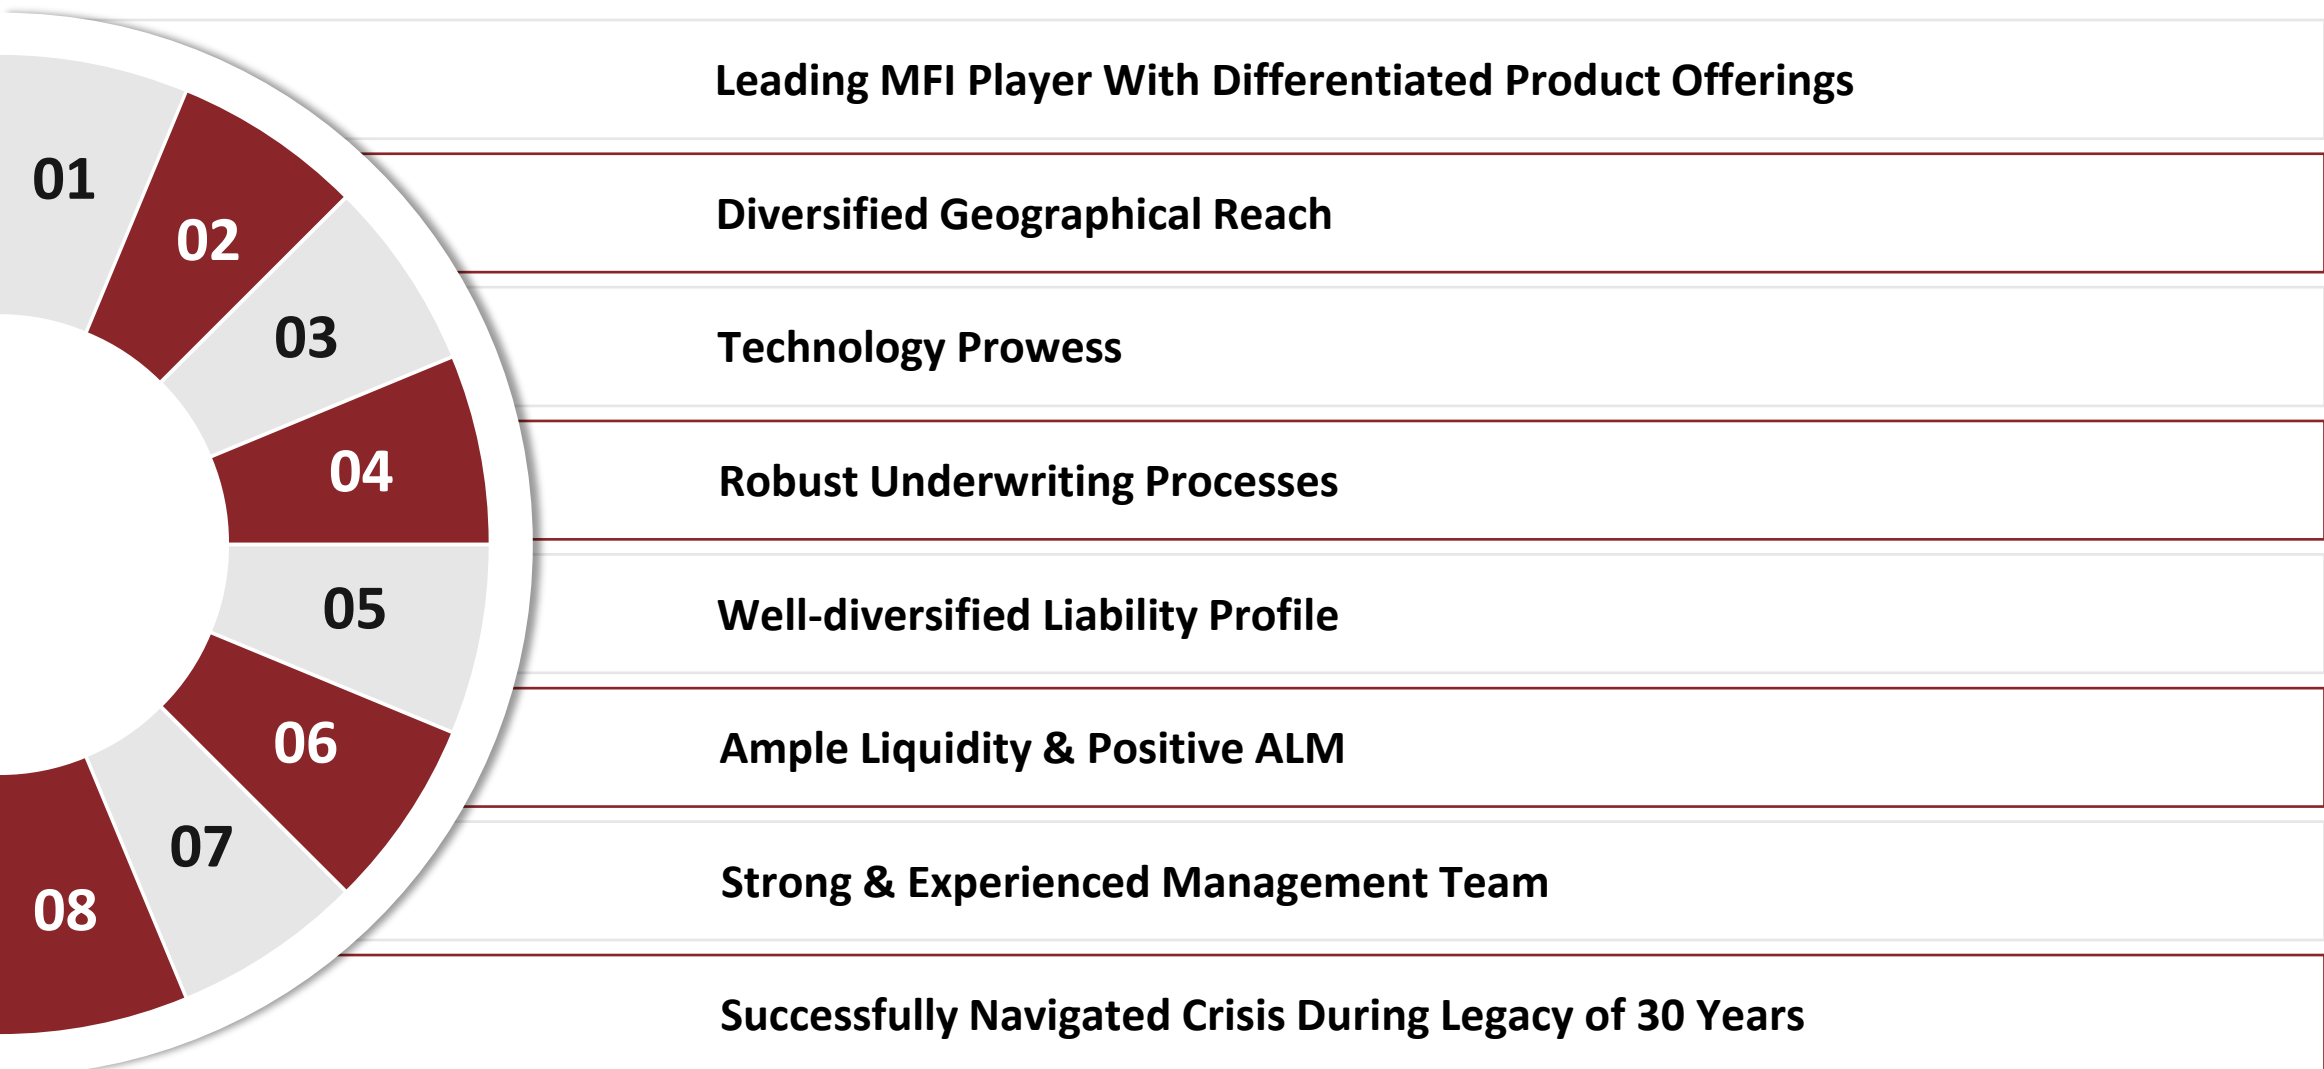 01
Leading MFI Player With Differentiated Product Offerings
02
Diversified Geographical Reach
03
Technology Prowess
04
Robust Underwriting Processes
05
Well-diversified Liability Profile
06
Ample Liquidity & Positive ALM
07
Strong & Experienced Management Team
08
Successfully Navigated Crisis During Legacy of 30 Years